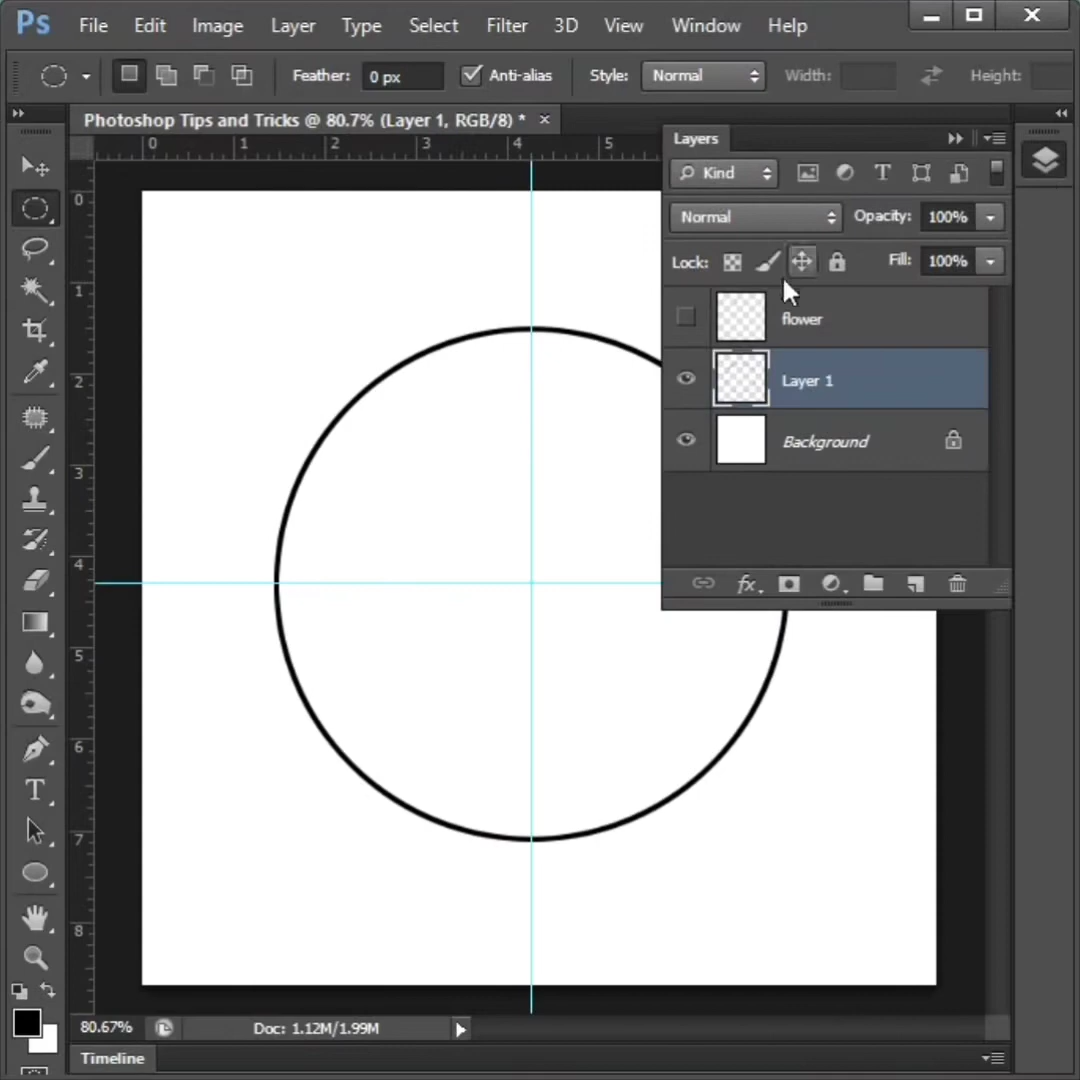 Ps File Edit Image Layer Type Select Filter 3D View Window Help
Feather: 0 px Anti-alias Style: Normal Width: Height:
Photoshop Tips and Tricks @ 80.7% (Layer 1, RGB/8) *
Layers
0 1 2 3 4 5
Kind
Normal Opacity: 100%
Lock: Fill: 100%
flower
Layer 1
Background
0
1
2
3
4
5
6
7
8
80.67% Doc: 1.12M/1.99M
Timeline